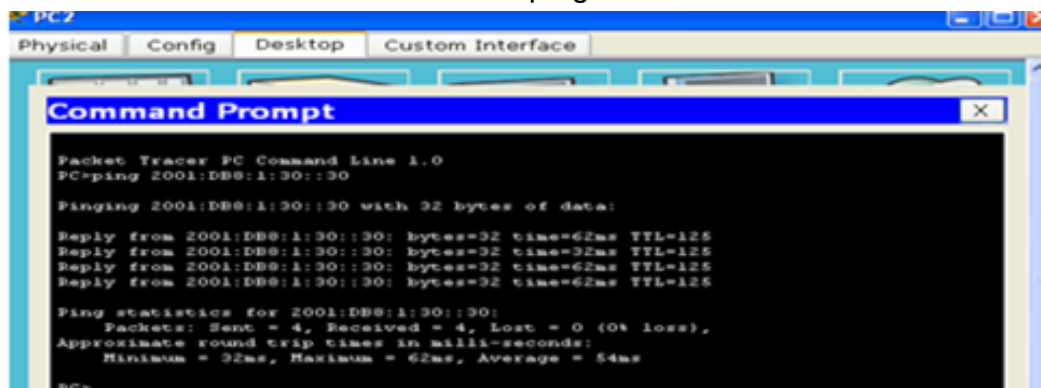 PC2
Physical Config Desktop Custom Interface
Command Prompt X
Packet Tracer PC Command Line 1.0
PC>ping 2001:DB8:1:30::30
Pinging 2001:DB8:1:30::30 with 32 bytes of data:
Reply from 2001:DB8:1:30::30: bytes=32 time=62ms TTL=125
Reply from 2001:DB8:1:30::30: bytes=32 time=32ms TTL=125
Reply from 2001:DB8:1:30::30: bytes=32 time=62ms TTL=125
Reply from 2001:DB8:1:30::30: bytes=32 time=62ms TTL=125
Ping statistics for 2001:DB8:1:30::30:
Packets: Sent = 4, Received = 4, Lost = 0 (0% loss),
Approximate round trip times in milli-seconds:
Minimum = 32ms, Maximum = 62ms, Average = 54ms
PC>